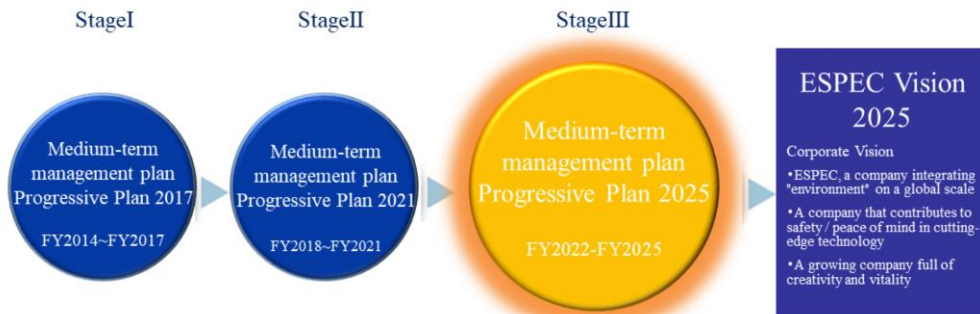 StageⅠ
StageⅡ
StageⅢ
Medium-term
management plan
Progressive Plan 2017
FY2014~FY2017
Medium-term
management plan
Progressive Plan 2021
FY2018~FY2021
Medium-term
management plan
Progressive Plan 2025
FY2022-FY2025
ESPEC Vision
2025
Corporate Vision
•ESPEC, a company integrating
"environment" on a global scale
•A company that contributes to
safety / peace of mind in cutting-
edge technology
•A growing company full of
creativity and vitality